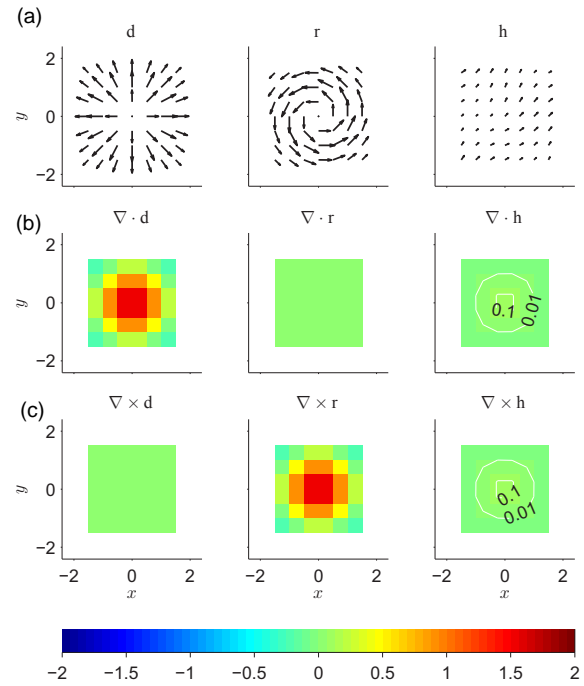 (a)
d r h
2
0
−2
y
(b)
∇ · d ∇ · r ∇ · h
2
0
−2
y
0.1 0.01
(c)
∇ × d ∇ × r ∇ × h
2
0
−2
y
0.1
0.01
−2 0 2 −2 0 2 −2 0 2
x x x
−2 −1.5 −1 −0.5 0 0.5 1 1.5 2